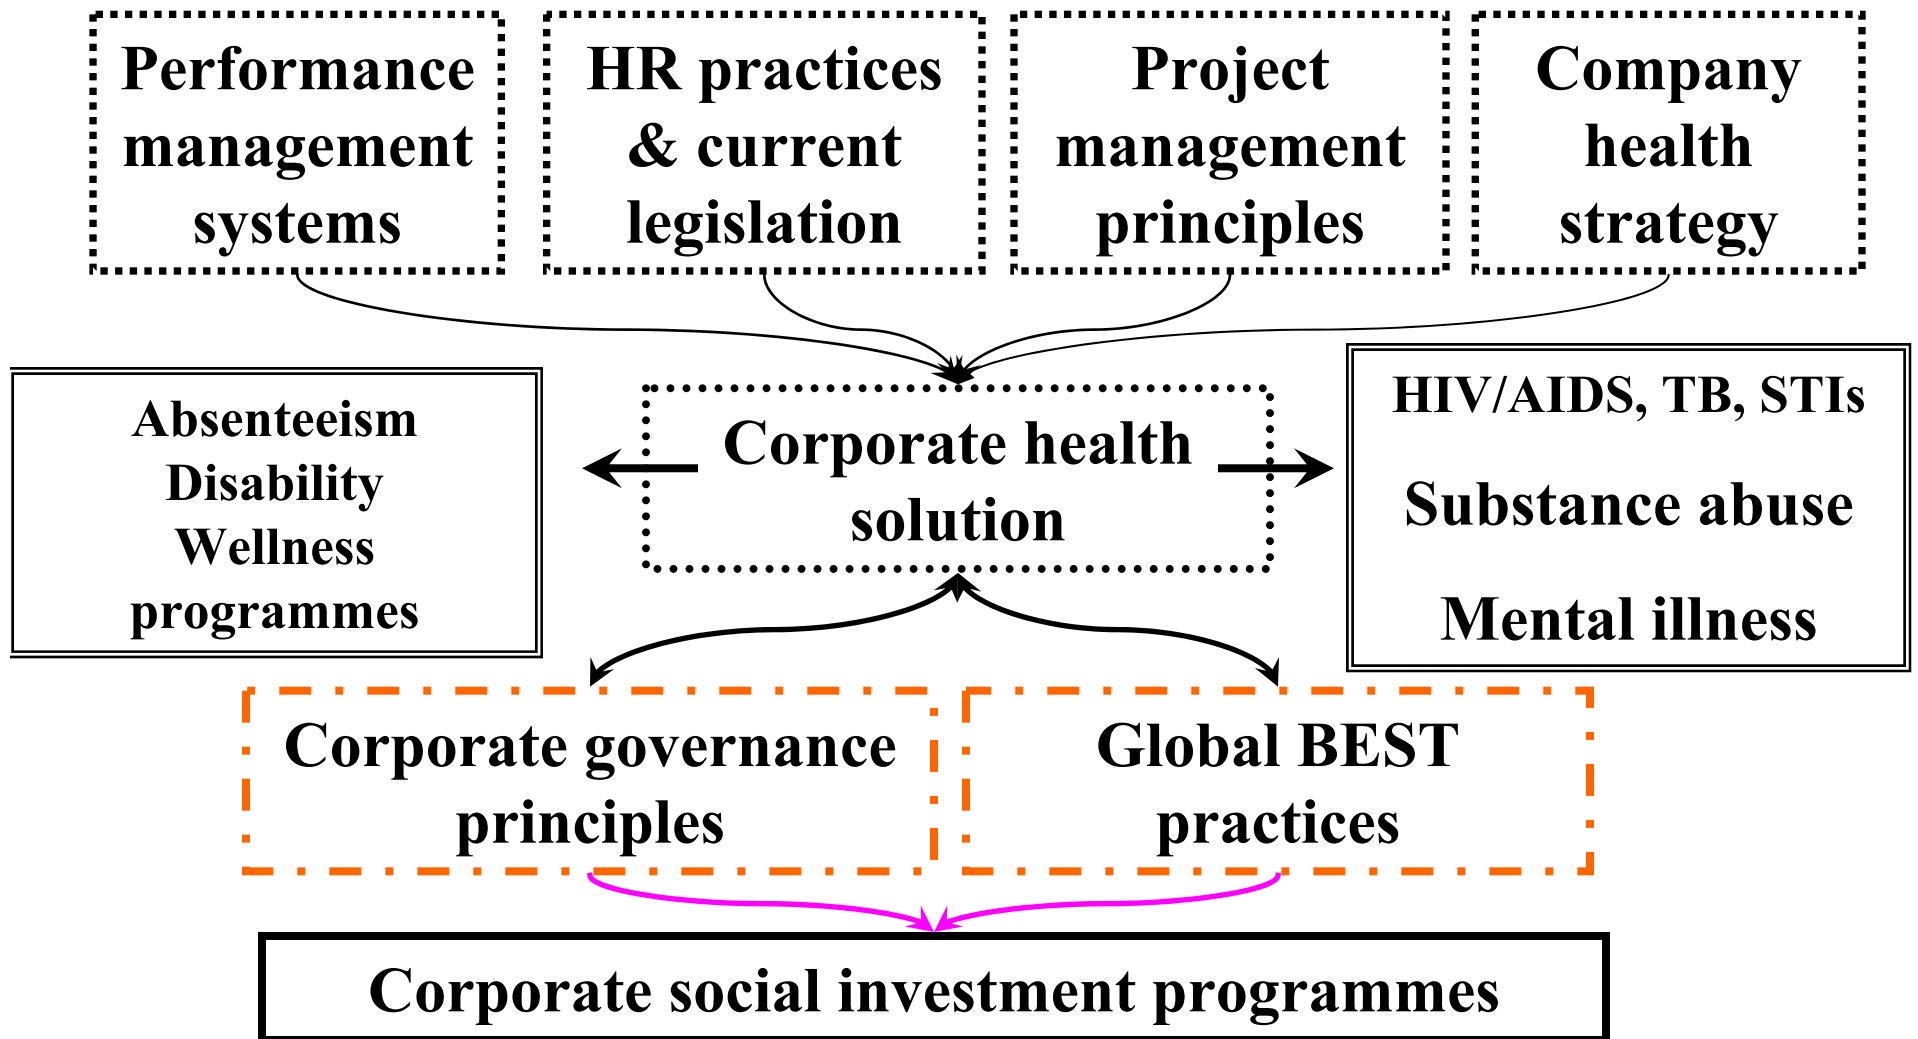 Performance
management
systems
HR practices
& current
legislation
Project
management
principles
Company
health
strategy
Absenteeism
Disability
Wellness
programmes
Corporate health
solution
HIV/AIDS, TB, STIs
Substance abuse
Mental illness
Corporate governance
principles
Global BEST
practices
Corporate social investment programmes